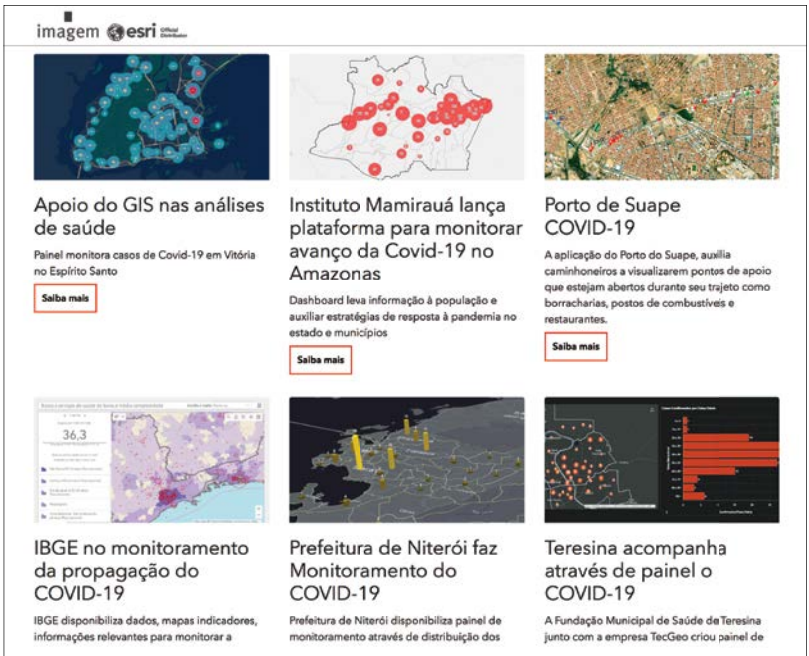 imagem esri Official
Distributor
Apoio do GIS nas análises
de saúde
Painel monitora casos de Covid-19 em Vitória
no Espírito Santo
Saiba mais
Instituto Mamirauá lança
plataforma para monitorar
avanço da Covid-19 no
Amazonas
Dashboard leva informação à população e
auxiliar estratégias de resposta à pandemia no
estado e municípios
Saiba mais
Porto de Suape
COVID-19
A aplicação do Porto do Suape, auxilia
caminhoneiros a visualizarem pontos de apoio
que estejam abertos durante seu trajeto como
borracharias, postos de combustíveis e
restaurantes.
Saiba mais
36,3
IBGE no monitoramento
da propagação do
COVID-19
IBGE disponibiliza dados, mapas indicadores,
informações relevantes para monitorar a
Prefeitura de Niterói faz
Monitoramento do
COVID-19
Prefeitura de Niterói disponibiliza painel de
monitoramento através de distribuição dos
Teresina acompanha
através de painel o
COVID-19
A Fundação Municipal de Saúde de Teresina
junto com a empresa TecGeo criou painel de